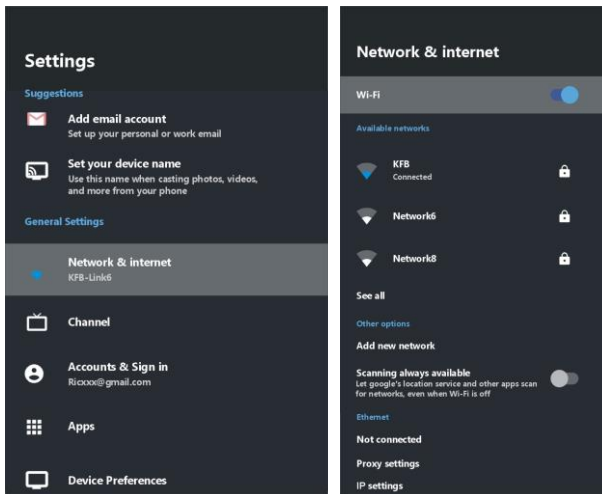 Settings
Suggestions
Add email account
Set up your personal or work email
Set your device name
Use this name when casting photos, videos,
and more from your phone
General Settings
Network & internet
KFB-Link6
Channel
Accounts & Sign in
Ricxxx@gmail.com
Apps
Device Preferences
Network & internet
Wi-Fi
Available networks
KFB
Connected
Network6
Network8
See all
Other options
Add new network
Scanning always available
Let google's location service and other apps scan
for networks, even when Wi-Fi is off
Ethernet
Not connected
Proxy settings
IP settings